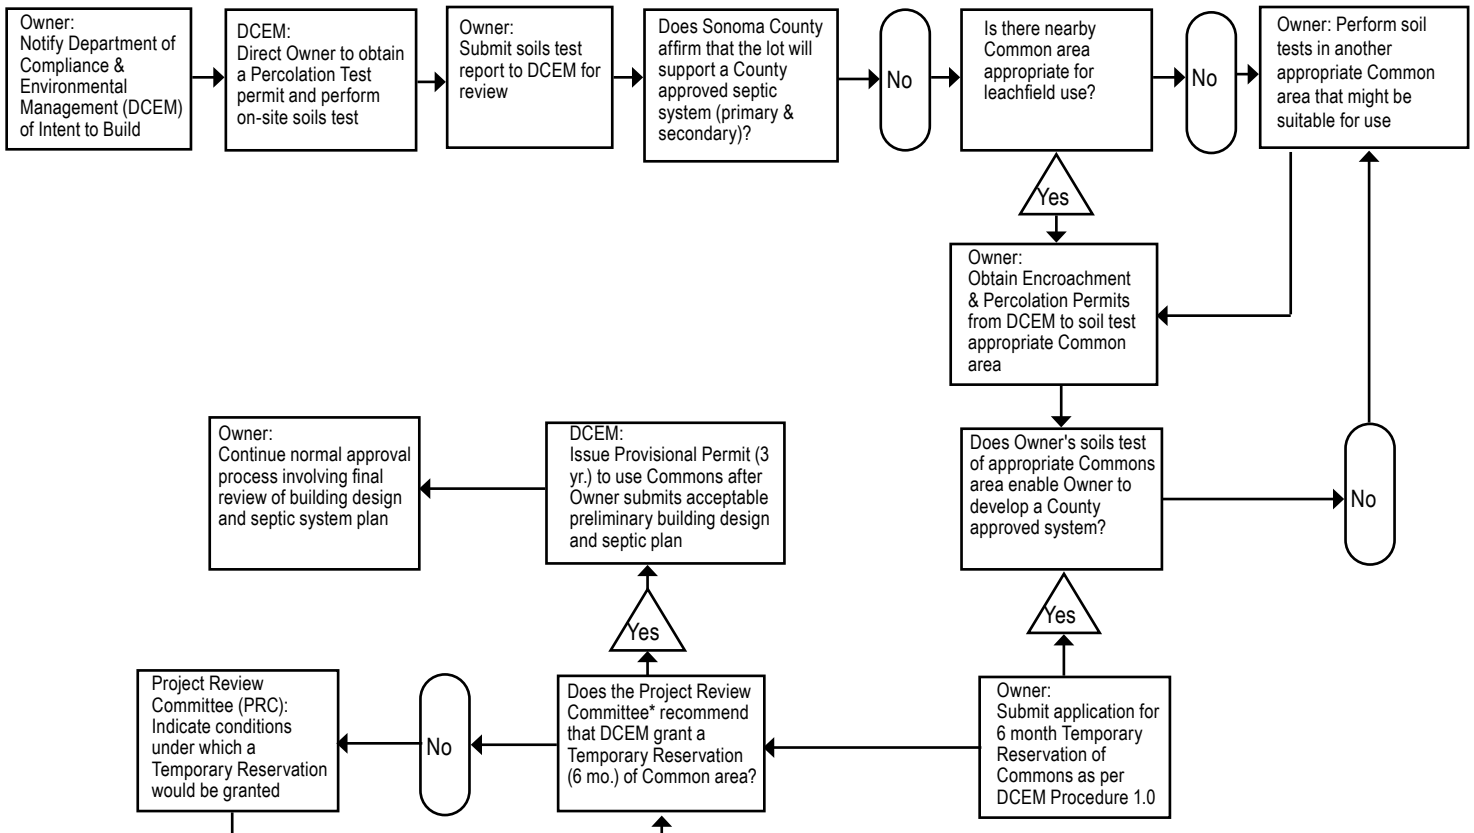 Owner:
Notify Department of
Compliance &
Environmental
Management (DCEM)
of Intent to Build
DCEM:
Direct Owner to obtain
a Percolation Test
permit and perform
on-site soils test
Owner:
Submit soils test
report to DCEM for
review
Does Sonoma County
affirm that the lot will
support a County
approved septic
system (primary &
secondary)?
No
Is there nearby
Common area
appropriate for
leachfield use?
No
Owner: Perform soil
tests in another
appropriate Common
area that might be
suitable for use
Yes
Owner:
Obtain Encroachment
& Percolation Permits
from DCEM to soil test
appropriate Common
area
Does Owner's soils test
of appropriate Commons
area enable Owner to
develop a County
approved system?
No
Yes
Owner:
Submit application for
6 month Temporary
Reservation of
Commons as per
DCEM Procedure 1.0
Does the Project Review
Committee* recommend
that DCEM grant a
Temporary Reservation
(6 mo.) of Common area?
Yes
DCEM:
Issue Provisional Permit (3
yr.) to use Commons after
Owner submits acceptable
preliminary building design
and septic plan
Owner:
Continue normal approval
process involving final
review of building design
and septic system plan
No
Project Review
Committee (PRC):
Indicate conditions
under which a
Temporary Reservation
would be granted